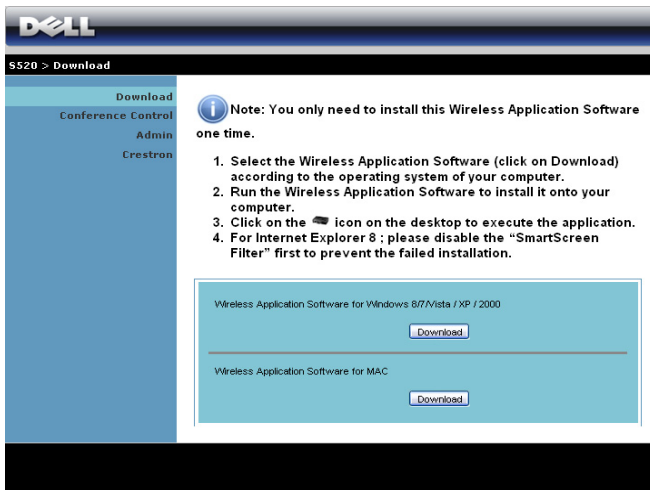 DELL
S520 > Download
Download
Conference Control
Admin
Crestron
Note: You only need to install this Wireless Application Software
one time.
1. Select the Wireless Application Software (click on Download)
according to the operating system of your computer.
2. Run the Wireless Application Software to install it onto your
computer.
3. Click on the icon on the desktop to execute the application.
4. For Internet Explorer 8 ; please disable the “SmartScreen
Filter” first to prevent the failed installation.
Wireless Application Software for Windows 8/7/Vista / XP / 2000
Download
Wireless Application Software for MAC
Download